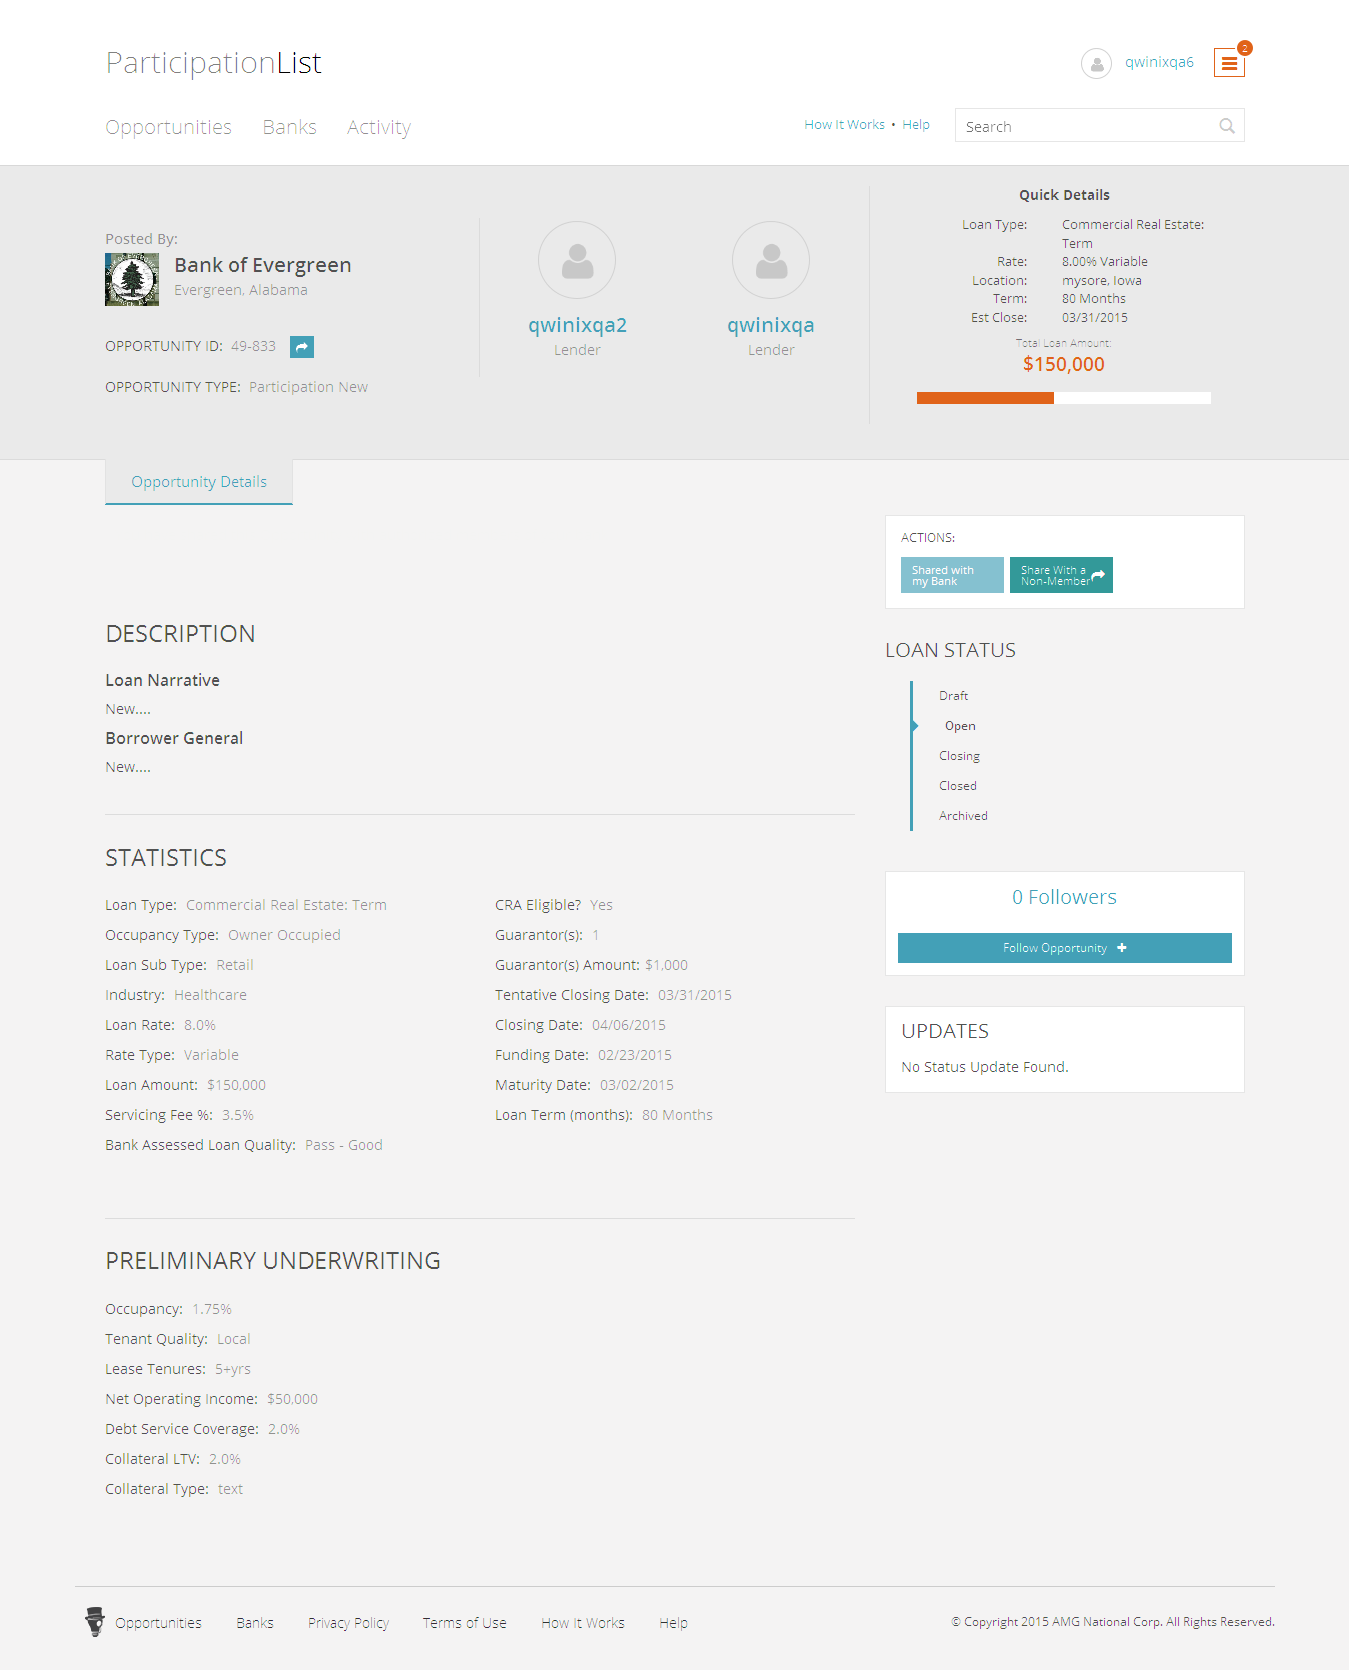 ParticipationList
qwinixqa6
2
Opportunities Banks Activity
How It Works • Help
Search
Posted By:
Bank of Evergreen
Evergreen, Alabama
OPPORTUNITY ID: 49-833
OPPORTUNITY TYPE: Participation New
qwinixqa2
Lender
qwinixqa
Lender
Quick Details
Loan Type: Commercial Real Estate:
Term
Rate: 8.00% Variable
Location: mysore, Iowa
Term: 80 Months
Est Close: 03/31/2015
Total Loan Amount:
$150,000
Opportunity Details
ACTIONS:
Shared with
my Bank
Share With a
Non-Member
DESCRIPTION
Loan Narrative
New....
Borrower General
New....
LOAN STATUS
Draft
Open
Closing
Closed
Archived
STATISTICS
Loan Type: Commercial Real Estate: Term
Occupancy Type: Owner Occupied
Loan Sub Type: Retail
Industry: Healthcare
Loan Rate: 8.0%
Rate Type: Variable
Loan Amount: $150,000
Servicing Fee %: 3.5%
Bank Assessed Loan Quality: Pass - Good
CRA Eligible? Yes
Guarantor(s): 1
Guarantor(s) Amount: $1,000
Tentative Closing Date: 03/31/2015
Closing Date: 04/06/2015
Funding Date: 02/23/2015
Maturity Date: 03/02/2015
Loan Term (months): 80 Months
0 Followers
Follow Opportunity
UPDATES
No Status Update Found.
PRELIMINARY UNDERWRITING
Occupancy: 1.75%
Tenant Quality: Local
Lease Tenures: 5+yrs
Net Operating Income: $50,000
Debt Service Coverage: 2.0%
Collateral LTV: 2.0%
Collateral Type: text
Opportunities Banks Privacy Policy Terms of Use How It Works Help
© Copyright 2015 AMG National Corp. All Rights Reserved.